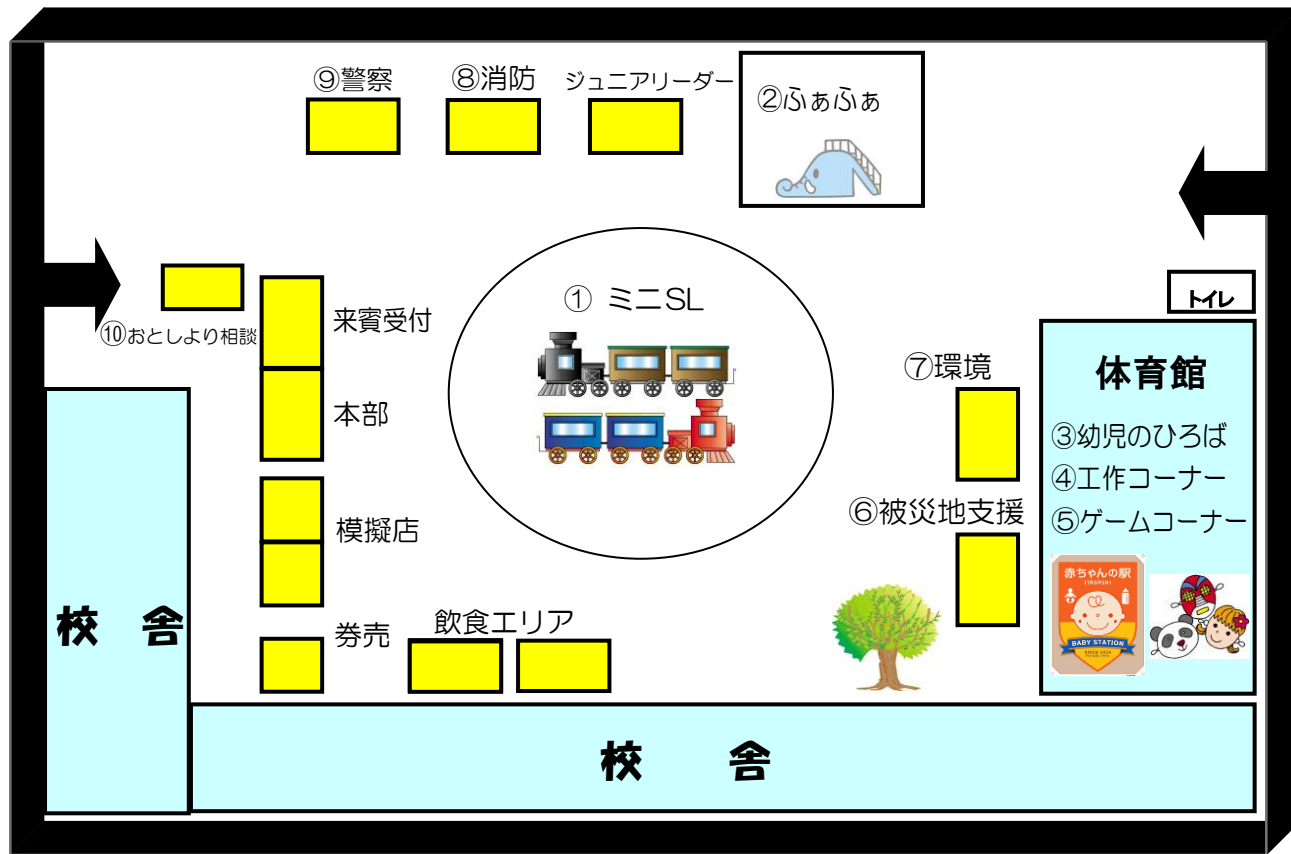 ⑨警察
⑧消防
ジュニアリーダー
②ふぁふぁ
⑩おとしより相談
来賓受付
① ミニSL
トイレ
本部
⑦環境
体育館
③幼児のひろば
④工作コーナー
⑤ゲームコーナー
模擬店
⑥被災地支援
赤ちゃんの駅
BABY STATION
券売
飲食エリア
校 舎
校 舎